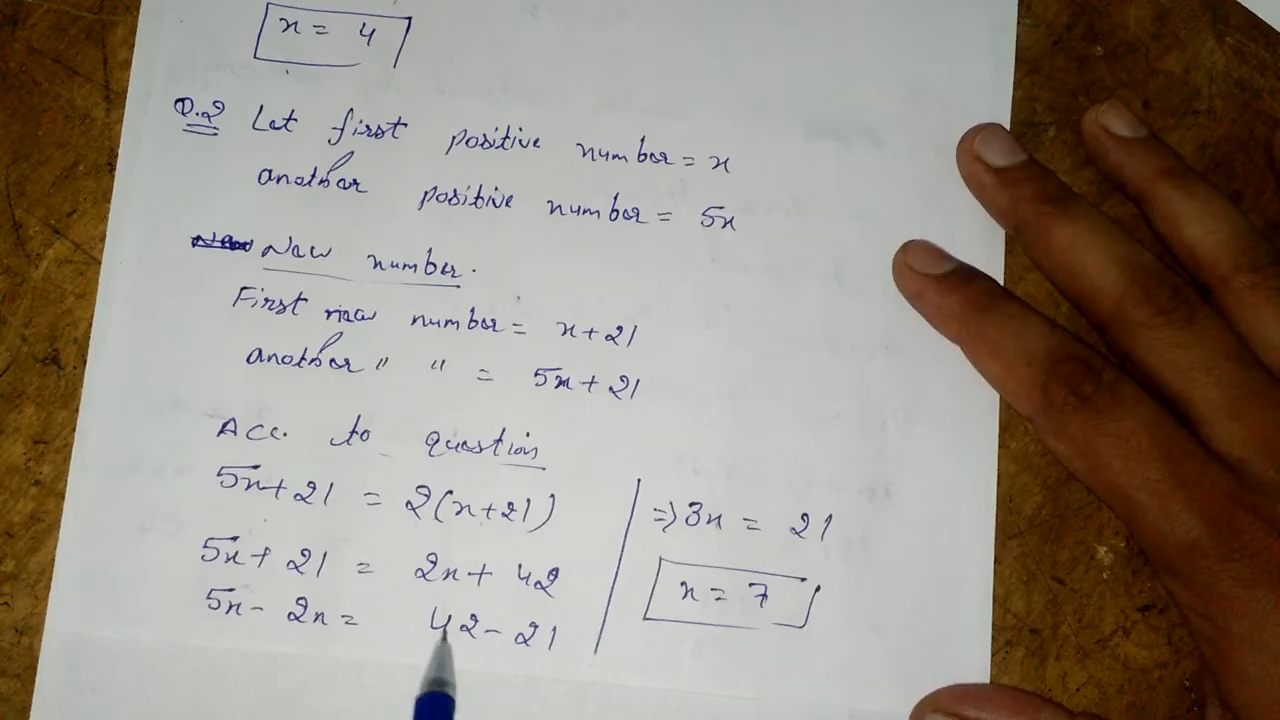 x = 4
Q.2 Let first positive number = x
another positive number = 5x
New number.
First new number = x+21
another " " = 5x+21
Acc. to question
5x+21 = 2(x+21)
5x+21 = 2x+42
5x-2x = 42-21
=> 3x = 21
x = 7